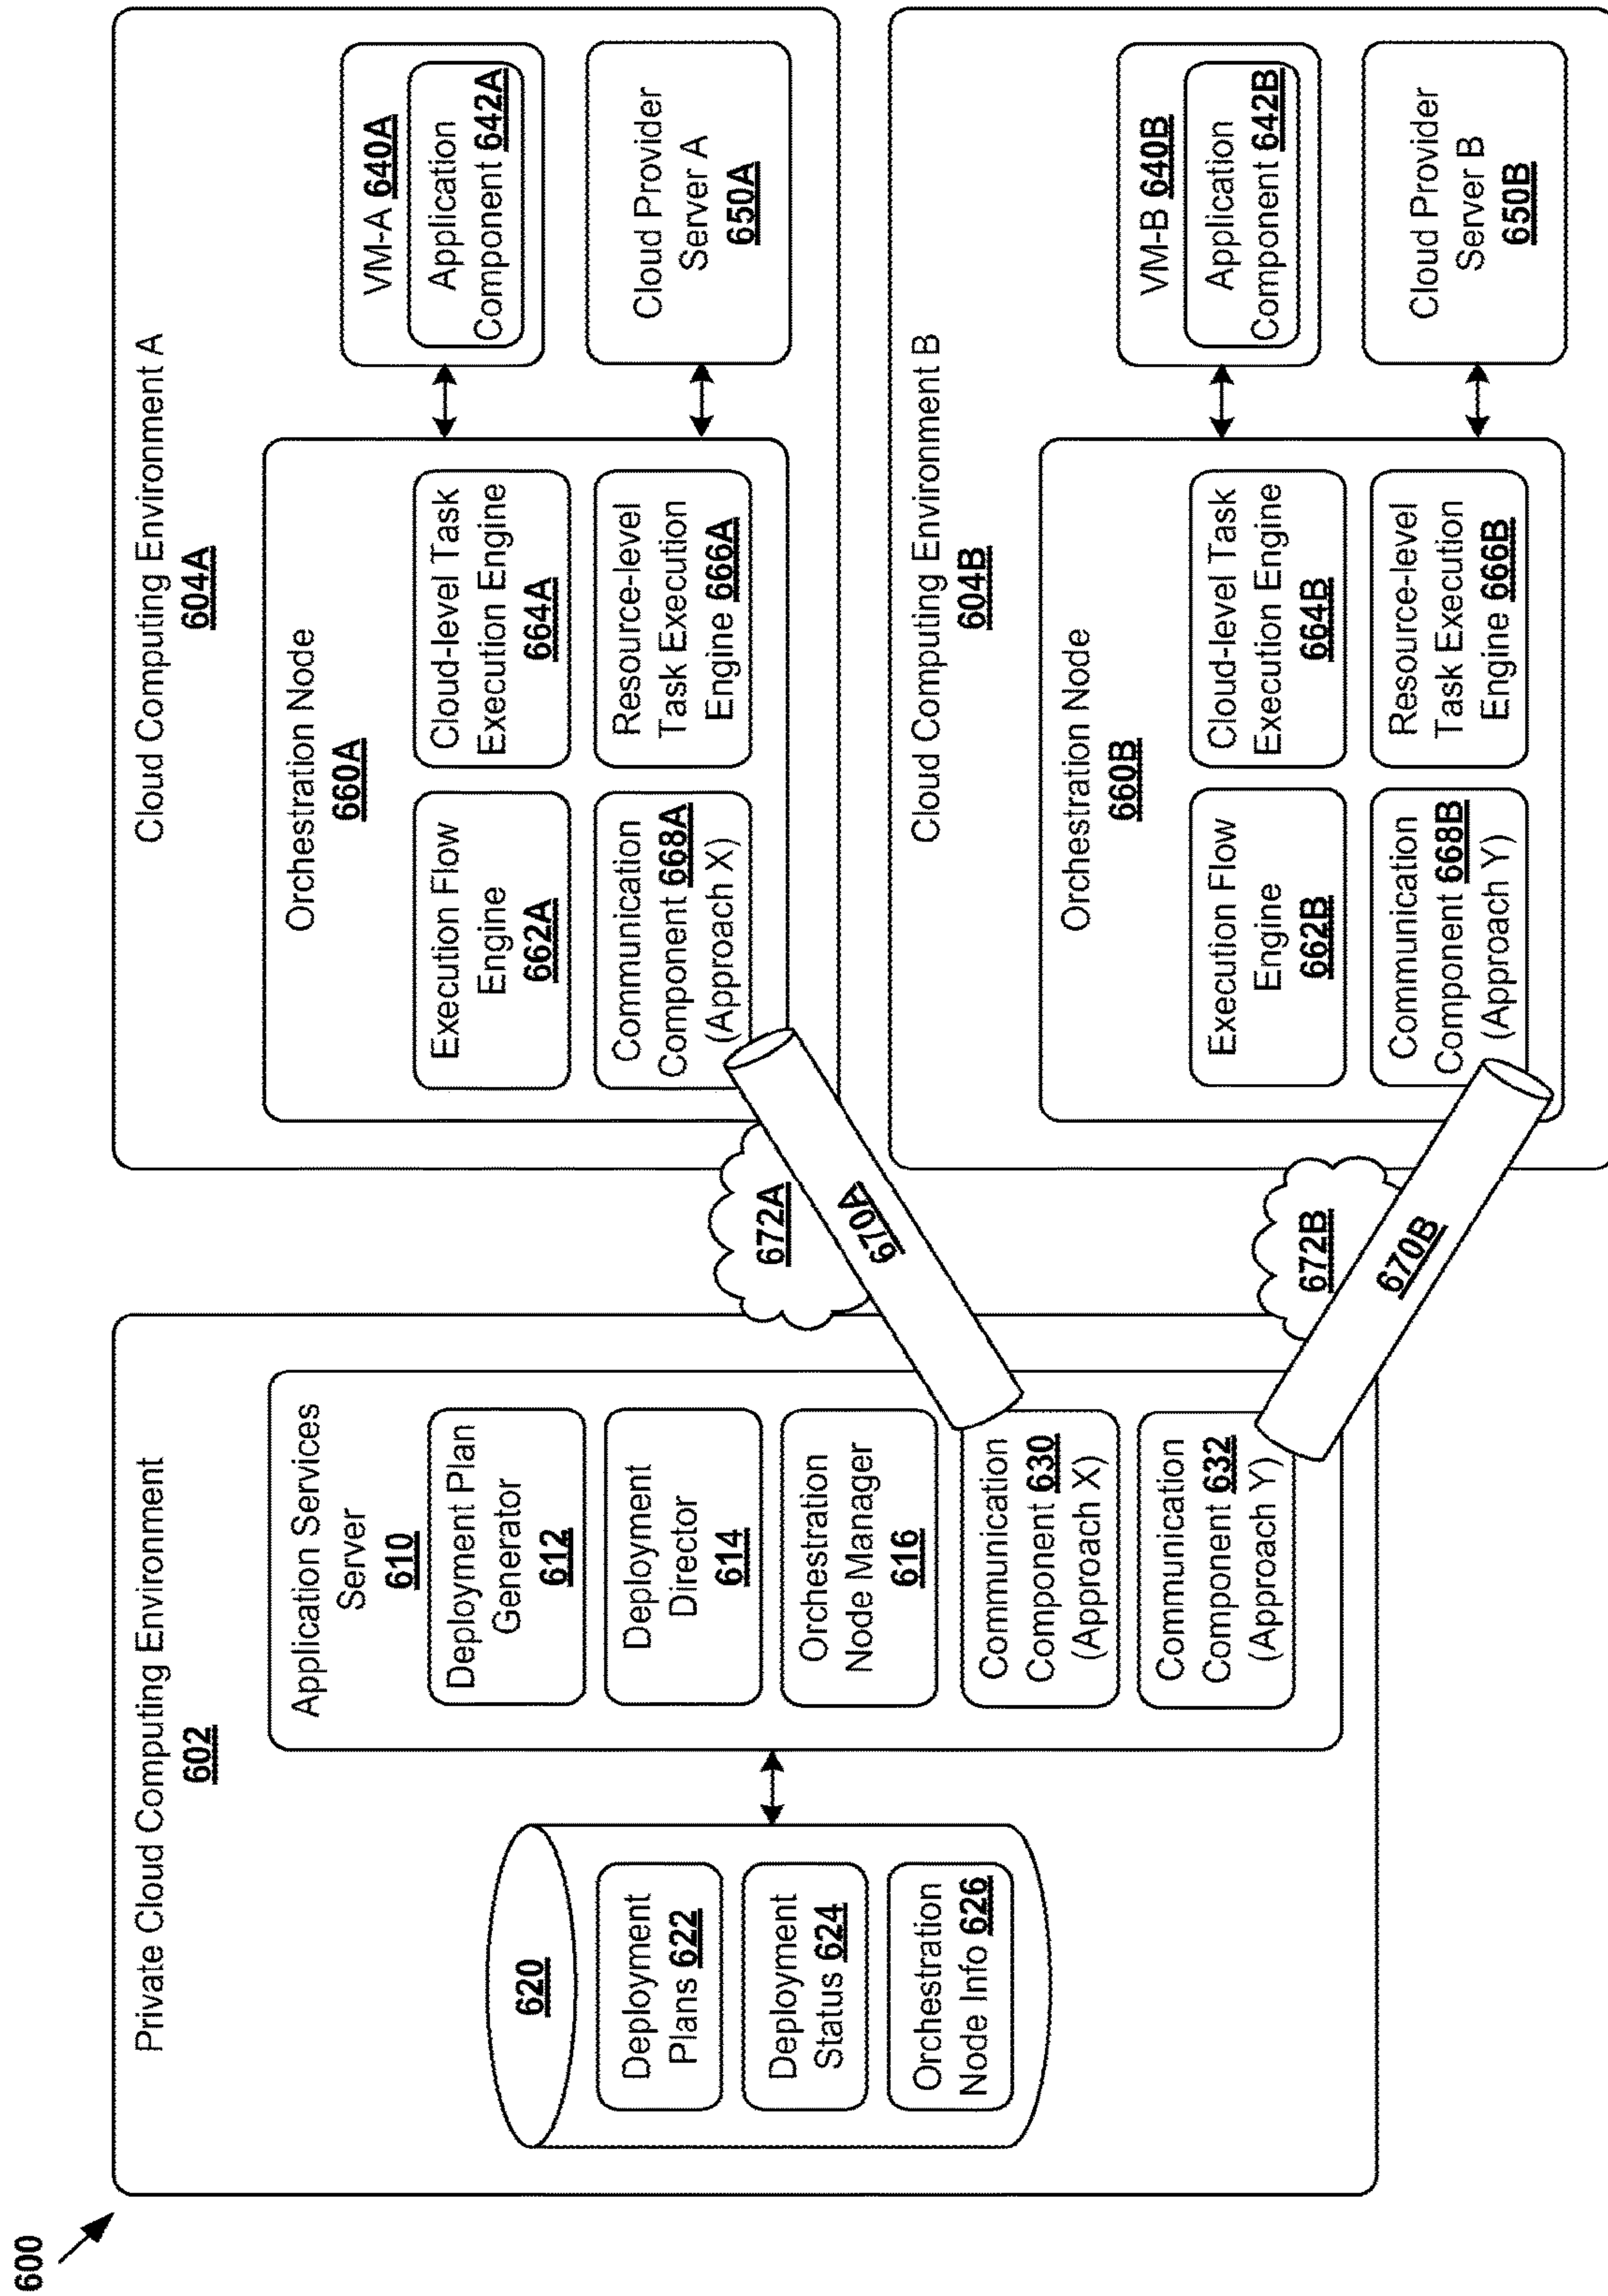 600
Private Cloud Computing Environment
602
620
Deployment
Plans 622
Deployment
Status 624
Orchestration
Node Info 626
Application Services
Server
610
Deployment Plan
Generator
612
Deployment
Director
614
Orchestration
Node Manager
616
Communication
Component 630
(Approach X)
Communication
Component 632
(Approach Y)
672A
670A
672B
670B
Cloud Computing Environment A
604A
Orchestration Node
660A
Execution Flow
Engine
662A
Cloud-level Task
Execution Engine
664A
Communication
Component 668A
(Approach X)
Resource-level
Task Execution
Engine 666A
VM-A 640A
Application
Component 642A
Cloud Provider
Server A
650A
Cloud Computing Environment B
604B
Orchestration Node
660B
Execution Flow
Engine
662B
Cloud-level Task
Execution Engine
664B
Communication
Component 668B
(Approach Y)
Resource-level
Task Execution
Engine 666B
VM-B 640B
Application
Component 642B
Cloud Provider
Server B
650B